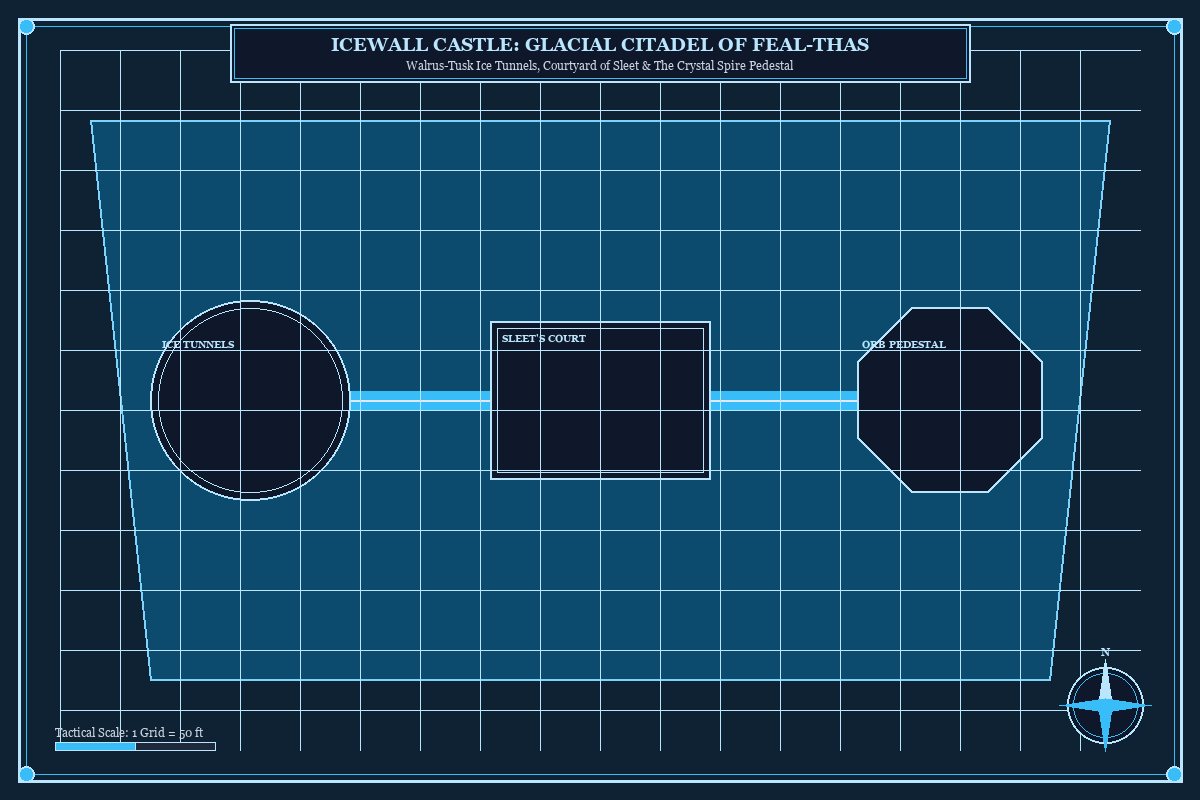 ICEWALL CASTLE: GLACIAL CITADEL OF FEAL-THAS
Walrus-Tusk Ice Tunnels, Courtyard of Sleet & The Crystal Spire Pedestal
ICE TUNNELS
SLEET'S COURT
ORB PEDESTAL
N
Tactical Scale: 1 Grid = 50 ft